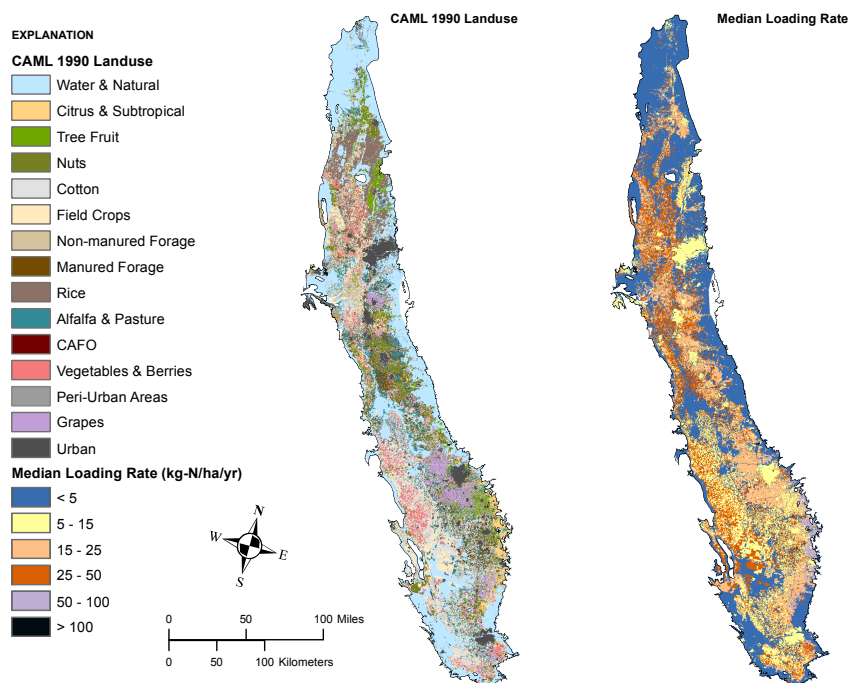 EXPLANATION
CAML 1990 Landuse
Water & Natural
Citrus & Subtropical
Tree Fruit
Nuts
Cotton
Field Crops
Non-manured Forage
Manured Forage
Rice
Alfalfa & Pasture
CAFO
Vegetables & Berries
Peri-Urban Areas
Grapes
Urban
Median Loading Rate (kg-N/ha/yr)
< 5
5 - 15
15 - 25
25 - 50
50 - 100
> 100
N
W
E
S
0 50 100 Miles
0 50 100 Kilometers
CAML 1990 Landuse
Median Loading Rate